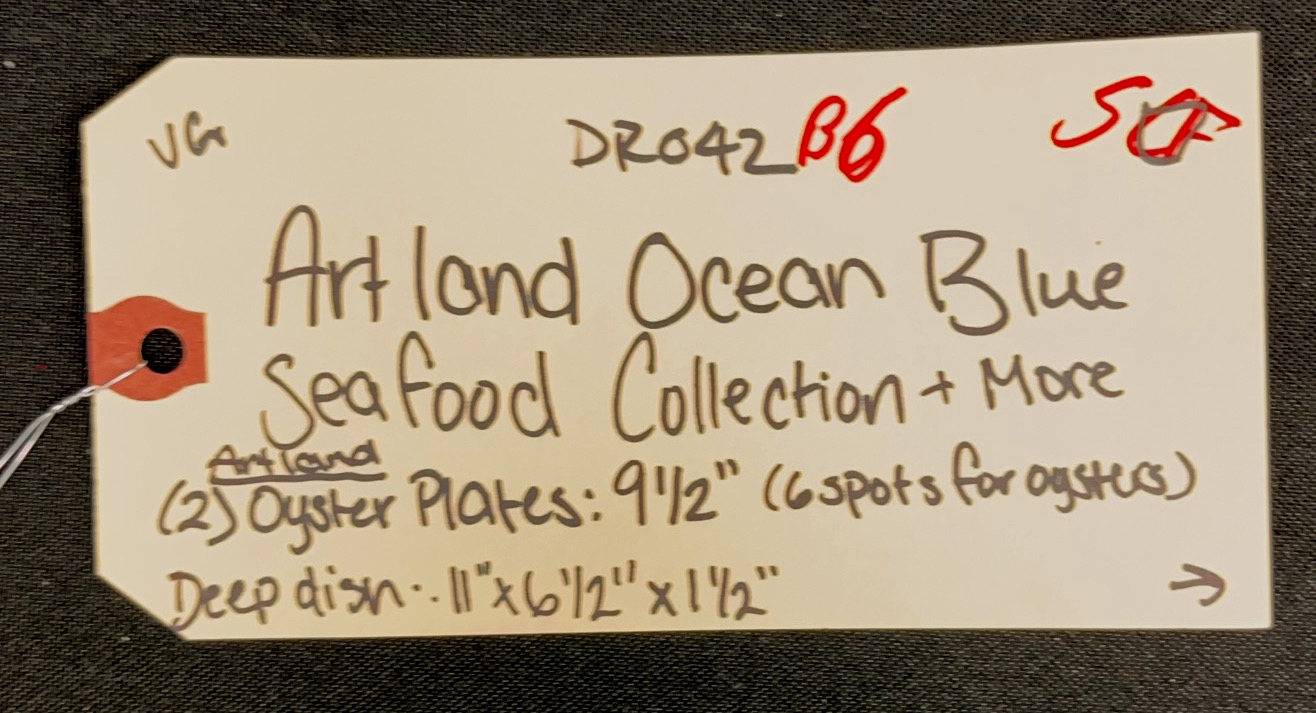 VG DR042 B6
Artland Ocean Blue
Seafood Collection + More
Artland
(2) Oyster Plates: 9 1/2" (6 spots for oysters)
Deep dish: 11" x 6 1/2" x 1 1/2" →